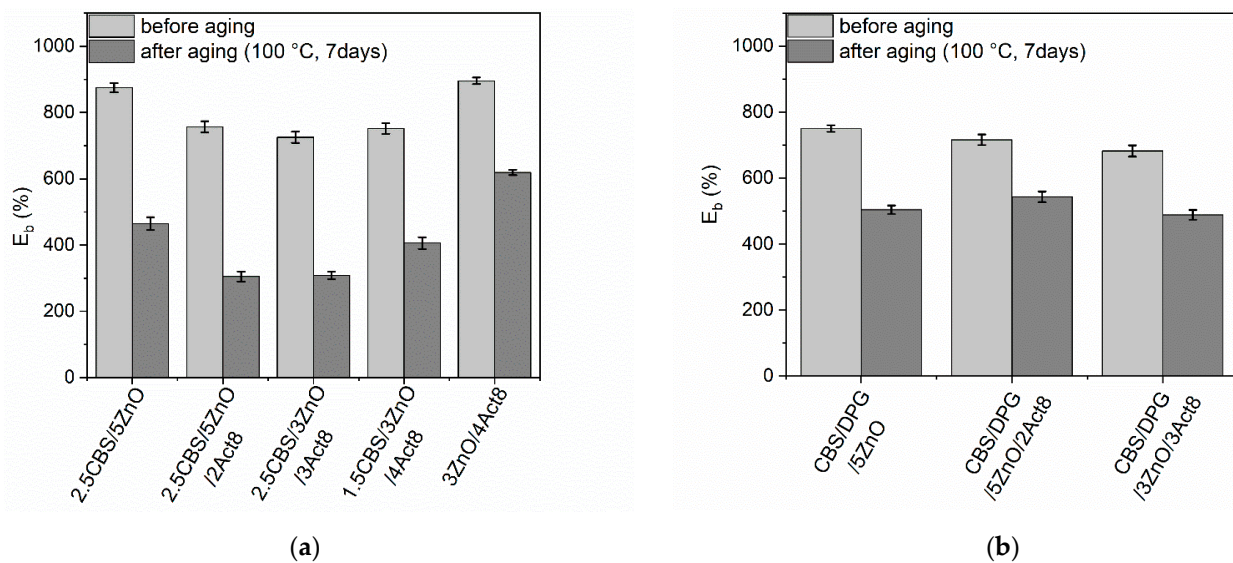 before aging
after aging (100 °C, 7days)
1000
800
600
400
200
0
E_b (%)
2.5CBS/5ZnO
2.5CBS/5ZnO
/2Act8
2.5CBS/3ZnO
/3Act8
1.5CBS/3ZnO
/4Act8
3ZnO/4Act8
(a)
before aging
after aging (100 °C, 7days)
1000
800
600
400
200
0
E_b (%)
CBS/DPG
/5ZnO
CBS/DPG
/5ZnO/2Act8
CBS/DPG
/3ZnO/3Act8
(b)